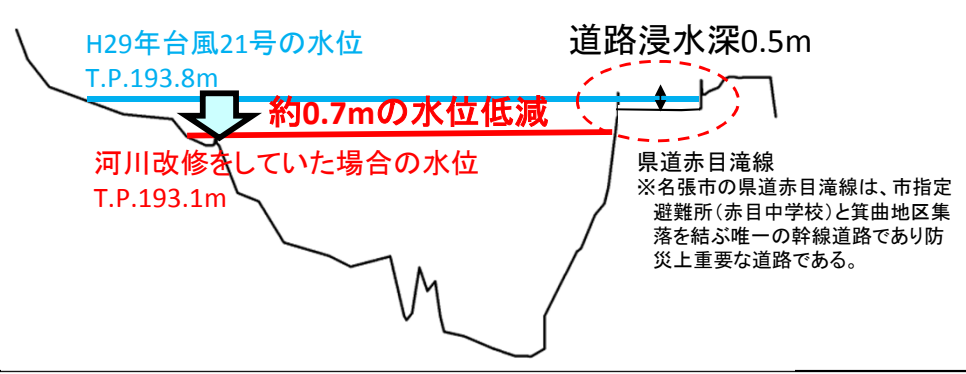 H29年台風21号の水位
T.P.193.8m
道路浸水深0.5m
約0.7mの水位低減
河川改修をしていた場合の水位
T.P.193.1m
県道赤目滝線
※名張市の県道赤目滝線は、市指定
避難所(赤目中学校)と箕曲地区集
落を結ぶ唯一の幹線道路であり防
災上重要な道路である。